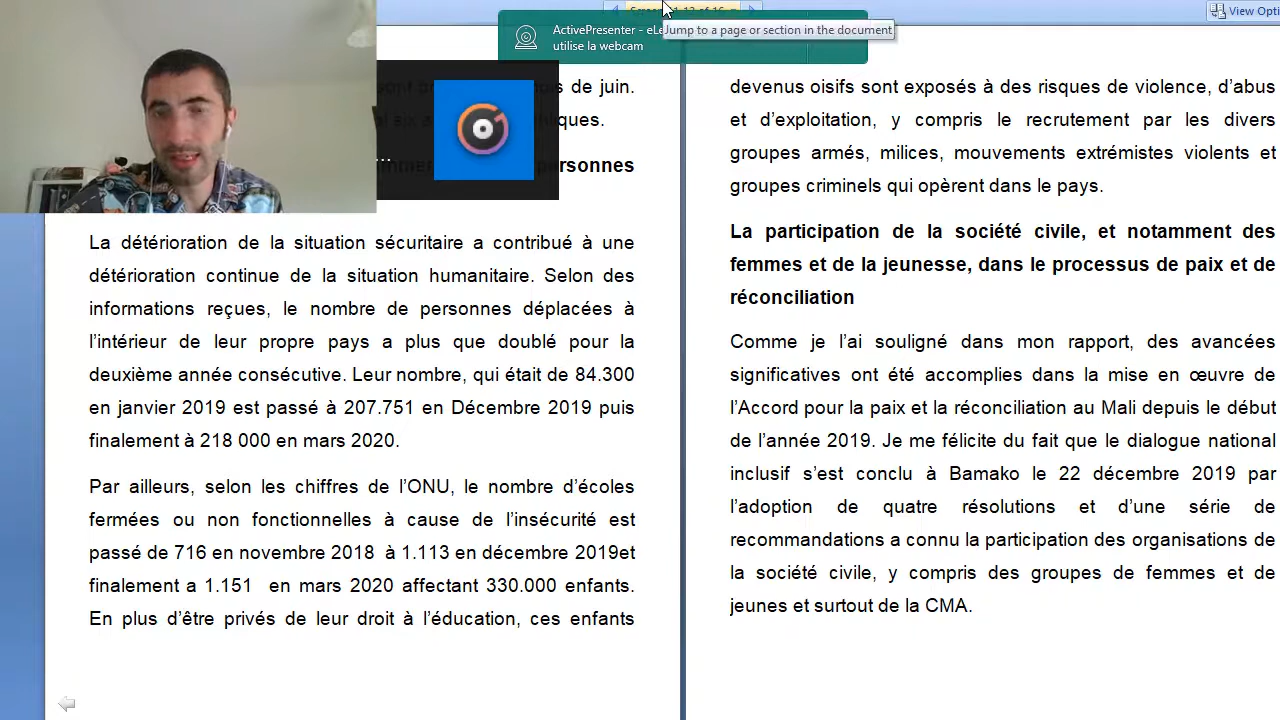 View Opti
ActivePresenter - eLe
utilise la webcam
Jump to a page or section in the document
is de juin.
iques.
...
personnes
La détérioration de la situation sécuritaire a contribué à une
détérioration continue de la situation humanitaire. Selon des
informations reçues, le nombre de personnes déplacées à
l’intérieur de leur propre pays a plus que doublé pour la
deuxième année consécutive. Leur nombre, qui était de 84.300
en janvier 2019 est passé à 207.751 en Décembre 2019 puis
finalement à 218 000 en mars 2020.
Par ailleurs, selon les chiffres de l’ONU, le nombre d’écoles
fermées ou non fonctionnelles à cause de l’insécurité est
passé de 716 en novembre 2018 à 1.113 en décembre 2019et
finalement a 1.151 en mars 2020 affectant 330.000 enfants.
En plus d’être privés de leur droit à l’éducation, ces enfants
devenus oisifs sont exposés à des risques de violence, d’abus
et d’exploitation, y compris le recrutement par les divers
groupes armés, milices, mouvements extrémistes violents et
groupes criminels qui opèrent dans le pays.
La participation de la société civile, et notamment des
femmes et de la jeunesse, dans le processus de paix et de
réconciliation
Comme je l’ai souligné dans mon rapport, des avancées
significatives ont été accomplies dans la mise en œuvre de
l’Accord pour la paix et la réconciliation au Mali depuis le début
de l’année 2019. Je me félicite du fait que le dialogue national
inclusif s’est conclu à Bamako le 22 décembre 2019 par
l’adoption de quatre résolutions et d’une série de
recommandations a connu la participation des organisations de
la société civile, y compris des groupes de femmes et de
jeunes et surtout de la CMA.